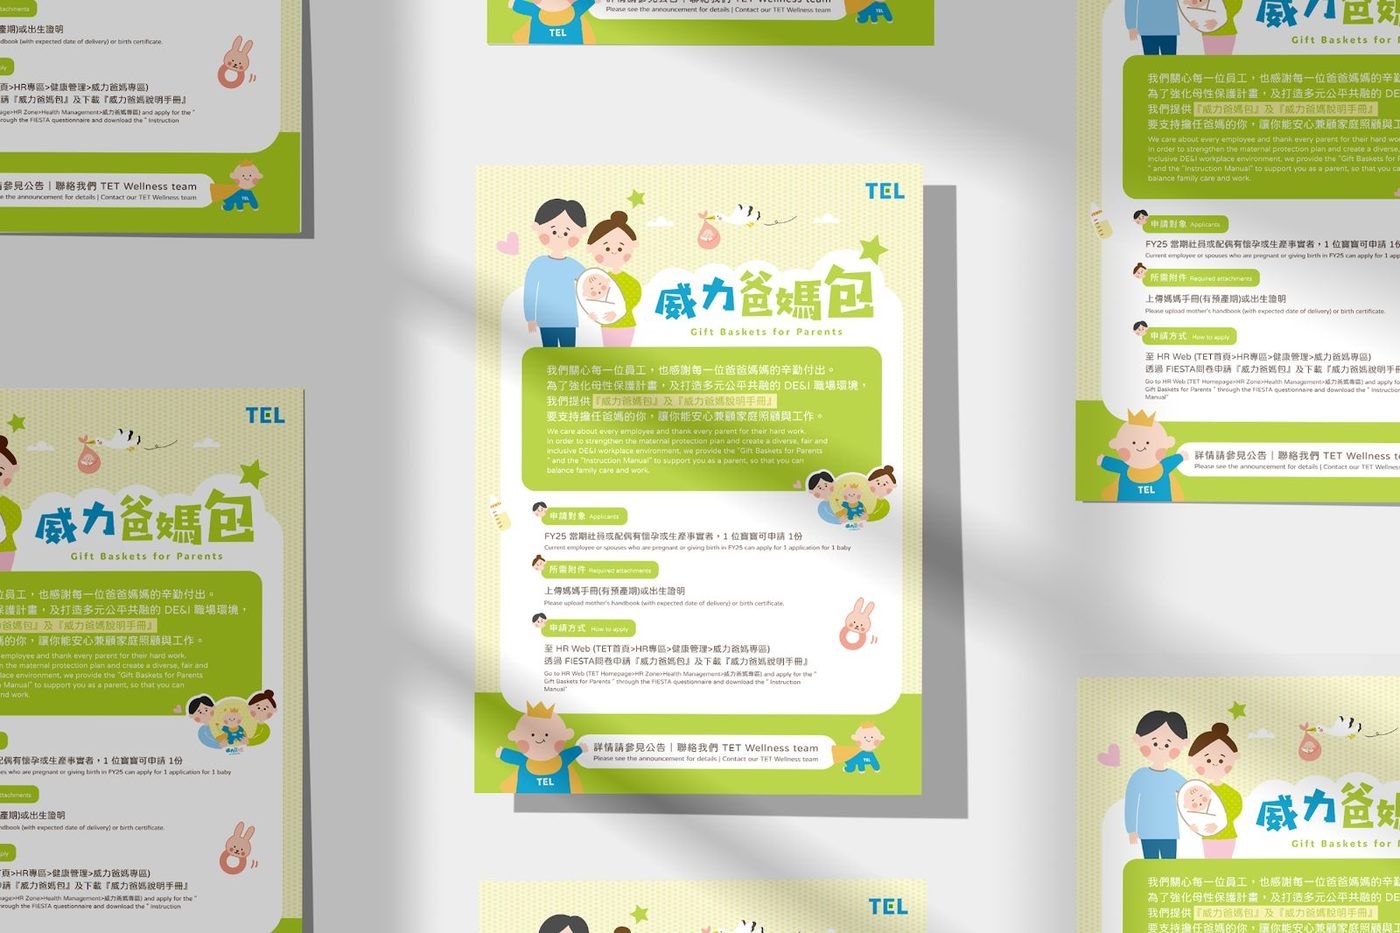 TEL
威力爸媽包
Gift Baskets for Parents
我們關心每一位員工，也感謝每一位爸爸媽媽的辛勤付出。
為了強化母性保護計畫，及打造多元公平共融的 DE&I 職場環境，
我們提供『威力爸媽包』及『威力爸媽說明手冊』
要支持擔任爸媽的你，讓你能安心兼顧家庭照顧與工作。
We care about every employee and thank every parent for their hard work.
In order to strengthen the maternal protection plan and create a diverse, fair and
inclusive DE&I workplace environment, we provide the "Gift Baskets for Parents
" and the "Instruction Manual" to support you as a parent, so that you can
balance family care and work.
申請對象 Applicants
FY25 當期社員或配偶有懷孕或生產事實者，1 位寶寶可申請 1份
Current employee or spouses who are pregnant or giving birth in FY25 can apply for 1 application for 1 baby
所需附件 Required attachments
上傳媽媽手冊(有預產期)或出生證明
Please upload mother's handbook (with expected date of delivery) or birth certificate.
申請方式 How to apply
至 HR Web (TET首頁>HR專區>健康管理>威力爸媽專區)
透過 FIESTA問卷申請『威力爸媽包』及下載『威力爸媽說明手冊』
Go to HR Web (TET Homepage>HR Zone>Health Management>威力爸媽專區) and apply for the "
Gift Baskets for Parents " through the FIESTA questionnaire and download the " Instruction
Manual"
詳情請參見公告｜聯絡我們 TET Wellness team
Please see the announcement for details | Contact our TET Wellness team
TEL